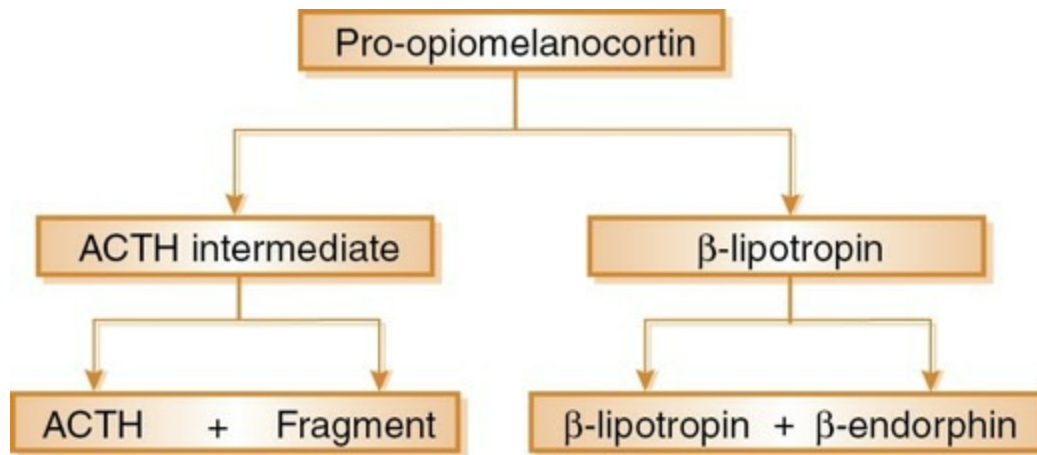 Pro-opiomelanocortin
ACTH intermediate
β-lipotropin
ACTH + Fragment
β-lipotropin + β-endorphin